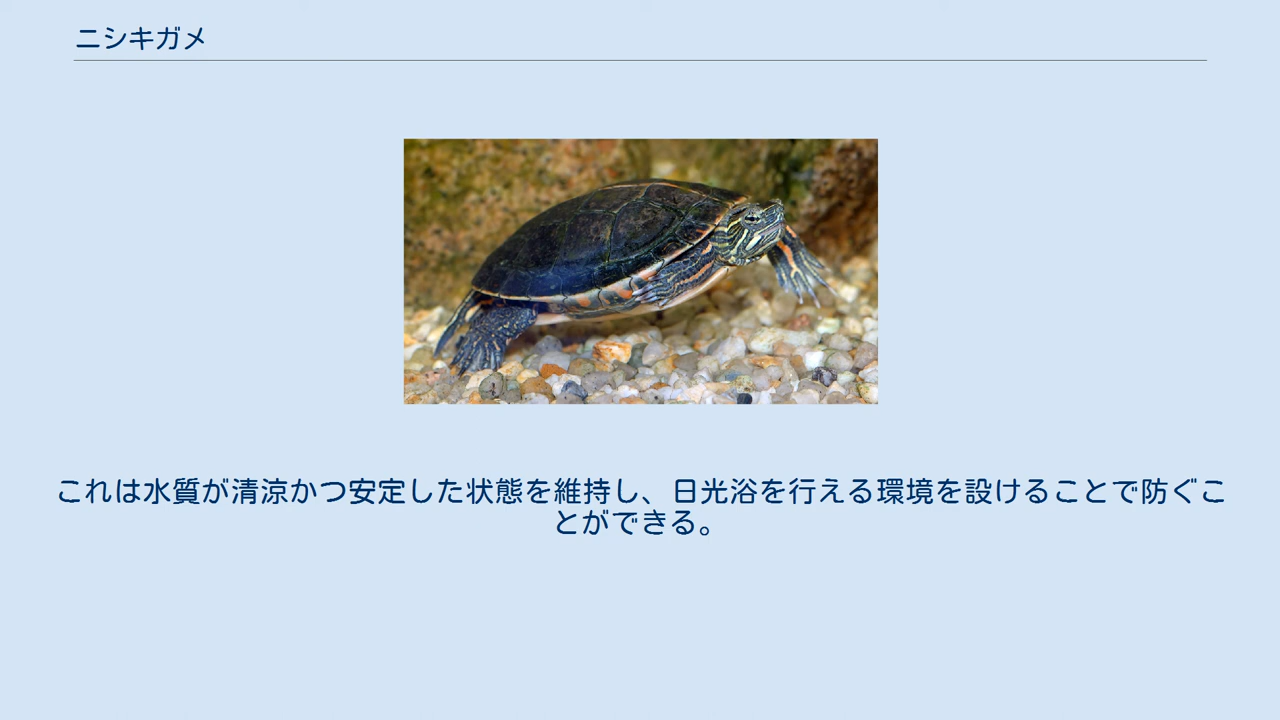 ニシキガメ
これは水質が清涼かつ安定した状態を維持し、日光浴を行える環境を設けることで防ぐこ
とができる。